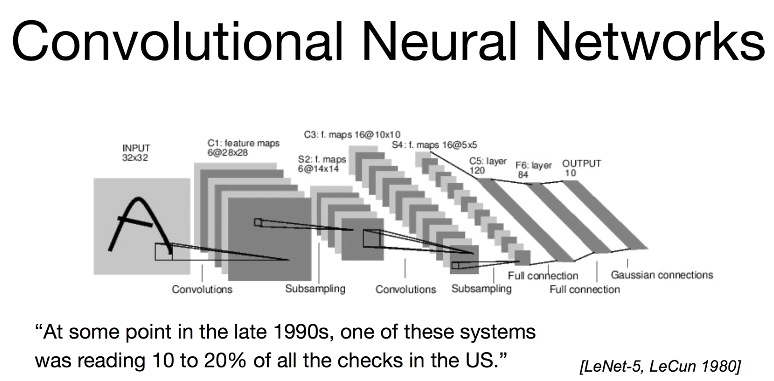 Convolutional Neural Networks
INPUT
32x32
C1: feature maps
6@28x28
S2: f. maps
6@14x14
C3: f. maps 16@10x10
S4: f. maps 16@5x5
C5: layer
120
F6: layer
84
OUTPUT
10
Convolutions
Subsampling
Convolutions
Subsampling
Full connection
Full connection
Gaussian connections
“At some point in the late 1990s, one of these systems
was reading 10 to 20% of all the checks in the US.”
[LeNet-5, LeCun 1980]